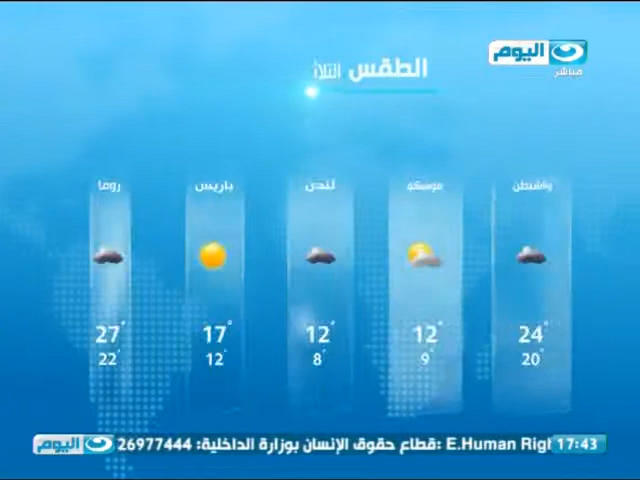 اليوم
مباشر
الطقس
واشنطن
موسكو
لندن
باريس
روما
24° 12° 12° 17° 27°
20° 9° 8° 12° 22°
اليوم
قطاع حقوق الإنسان بوزارة الداخلية: 26977444
E.Human Righ :
17:43